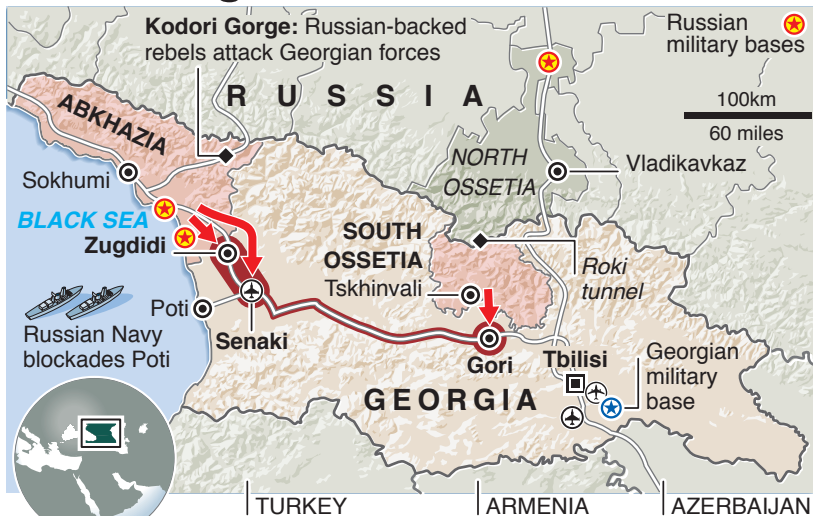 Kodori Gorge: Russian-backed
rebels attack Georgian forces
Russian
military bases
RUSSIA
100km
60 miles
ABKHAZIA
NORTH
OSSETIA
Vladikavkaz
Sokhumi
BLACK SEA
Zugdidi
SOUTH
OSSETIA
Tskhinvali
Roki
tunnel
Poti
Russian Navy
blockades Poti
Senaki
Gori
Tbilisi
Georgian
military
base
GEORGIA
TURKEY
ARMENIA
AZERBAIJAN